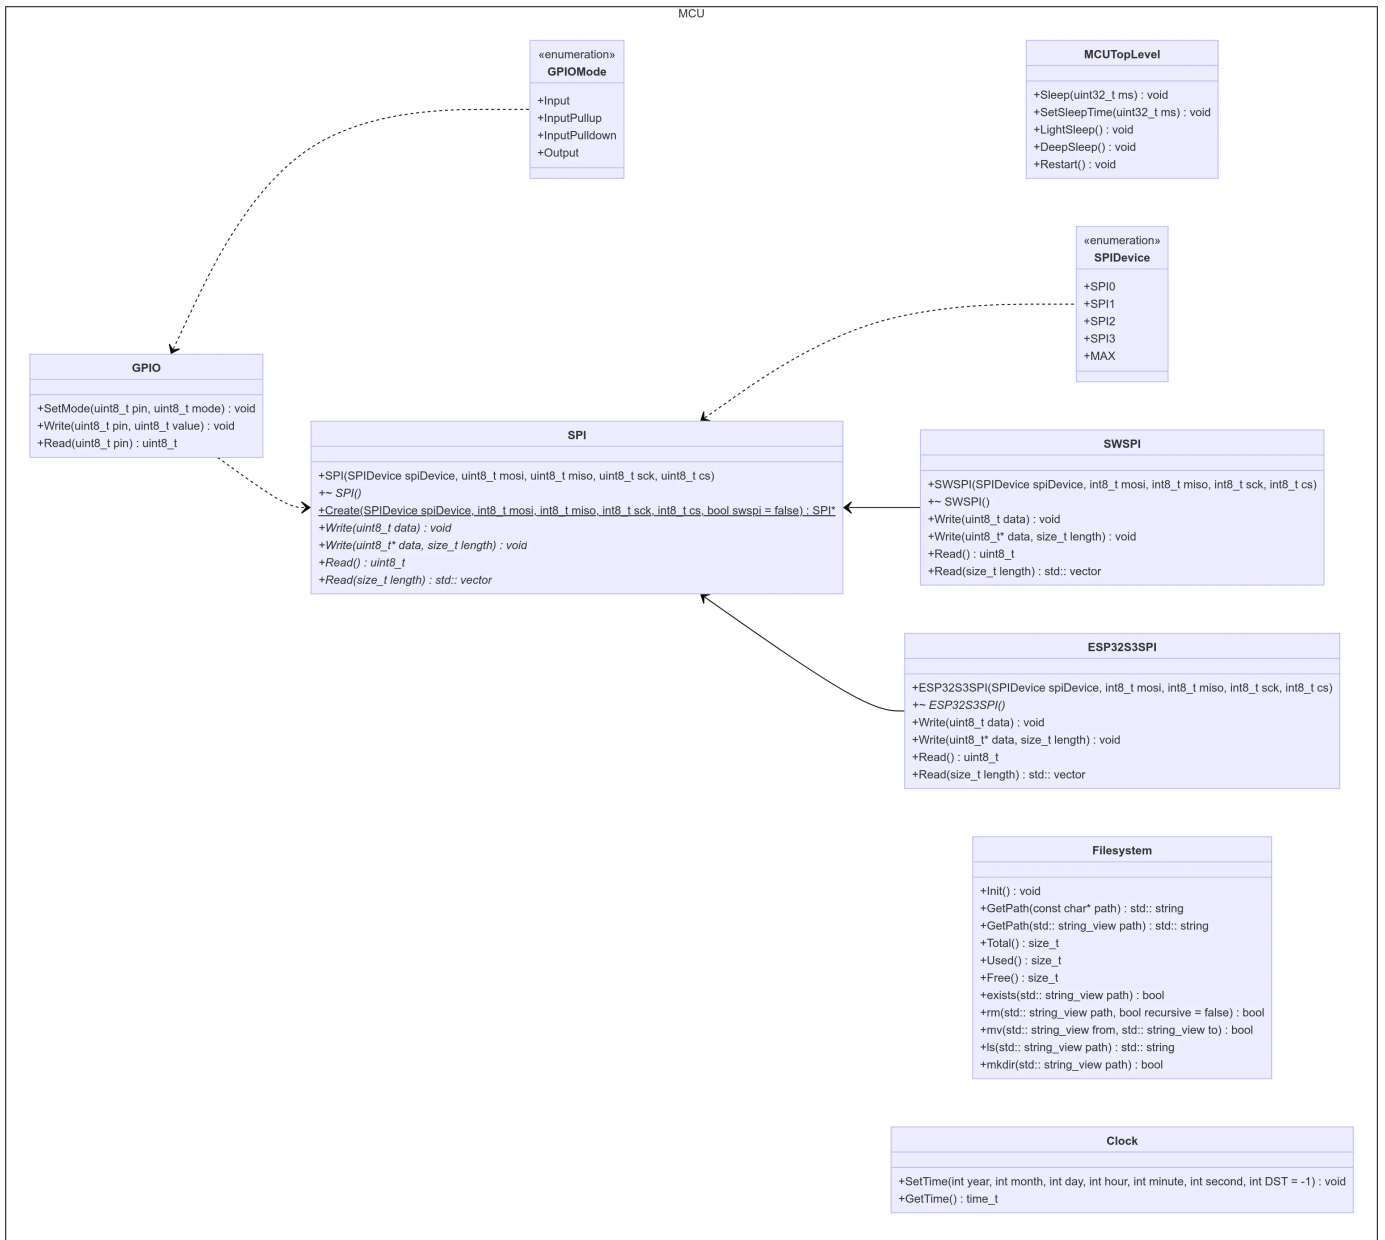 MCU
«enumeration»
GPIOMode
+Input
+InputPullup
+InputPulldown
+Output
MCUTopLevel
+Sleep(uint32_t ms) : void
+SetSleepTime(uint32_t ms) : void
+LightSleep() : void
+DeepSleep() : void
+Restart() : void
«enumeration»
SPIDevice
+SPI0
+SPI1
+SPI2
+SPI3
+MAX
GPIO
+SetMode(uint8_t pin, uint8_t mode) : void
+Write(uint8_t pin, uint8_t value) : void
+Read(uint8_t pin) : uint8_t
SPI
+SPI(SPIDevice spiDevice, uint8_t mosi, uint8_t miso, uint8_t sck, uint8_t cs)
+~ SPI()
+Create(SPIDevice spiDevice, int8_t mosi, int8_t miso, int8_t sck, int8_t cs, bool swspi = false) : SPI*
+Write(uint8_t data) : void
+Write(uint8_t* data, size_t length) : void
+Read() : uint8_t
+Read(size_t length) : std:: vector
SWSPI
+SWSPI(SPIDevice spiDevice, int8_t mosi, int8_t miso, int8_t sck, int8_t cs)
+~ SWSPI()
+Write(uint8_t data) : void
+Write(uint8_t* data, size_t length) : void
+Read() : uint8_t
+Read(size_t length) : std:: vector
ESP32S3SPI
+ESP32S3SPI(SPIDevice spiDevice, int8_t mosi, int8_t miso, int8_t sck, int8_t cs)
+~ ESP32S3SPI()
+Write(uint8_t data) : void
+Write(uint8_t* data, size_t length) : void
+Read() : uint8_t
+Read(size_t length) : std:: vector
Filesystem
+Init() : void
+GetPath(const char* path) : std:: string
+GetPath(std:: string_view path) : std:: string
+Total() : size_t
+Used() : size_t
+Free() : size_t
+exists(std:: string_view path) : bool
+rm(std:: string_view path, bool recursive = false) : bool
+mv(std:: string_view from, std:: string_view to) : bool
+ls(std:: string_view path) : std:: string
+mkdir(std:: string_view path) : bool
Clock
+SetTime(int year, int month, int day, int hour, int minute, int second, int DST = -1) : void
+GetTime() : time_t